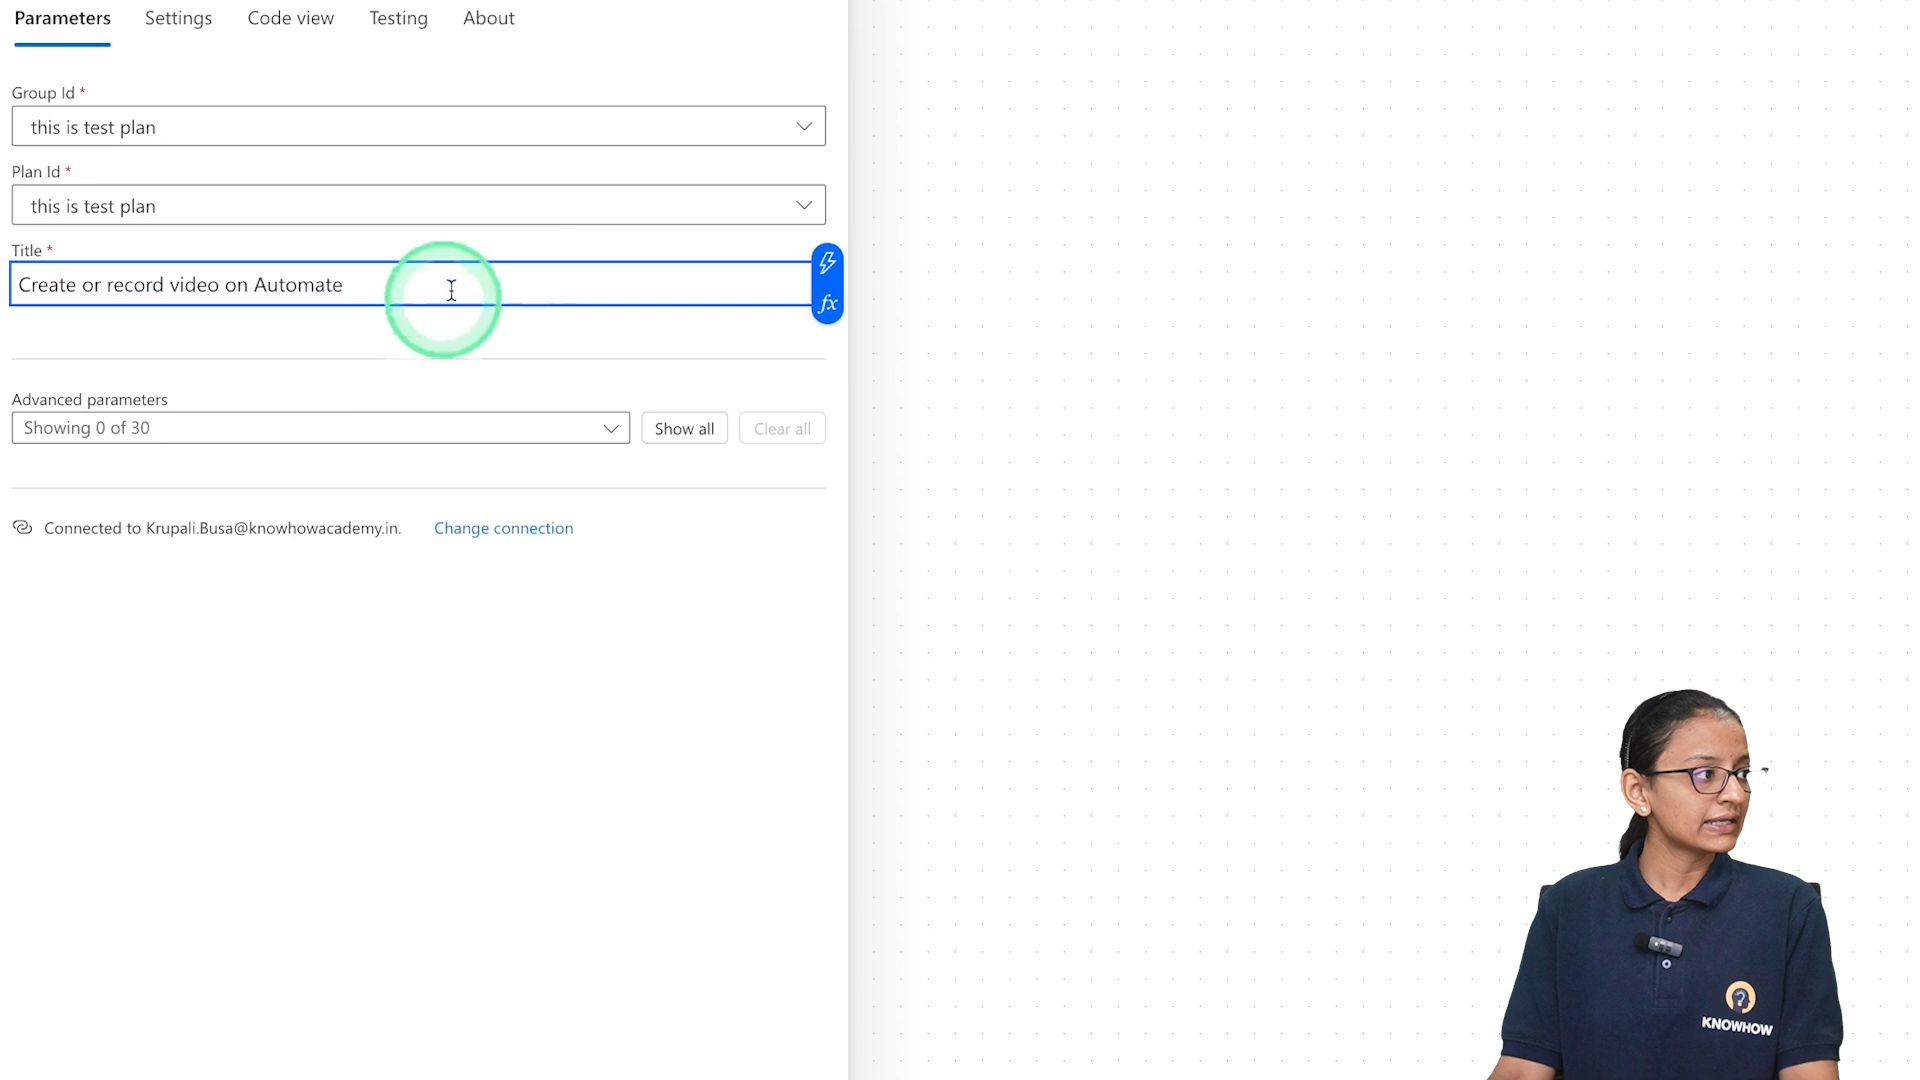 Parameters Settings Code view Testing About
Group Id *
this is test plan
Plan Id *
this is test plan
Title *
Create or record video on Automate
fx
Advanced parameters
Showing 0 of 30 Show all Clear all
Connected to Krupali.Busa@knowhowacademy.in. Change connection
KNOWHOW